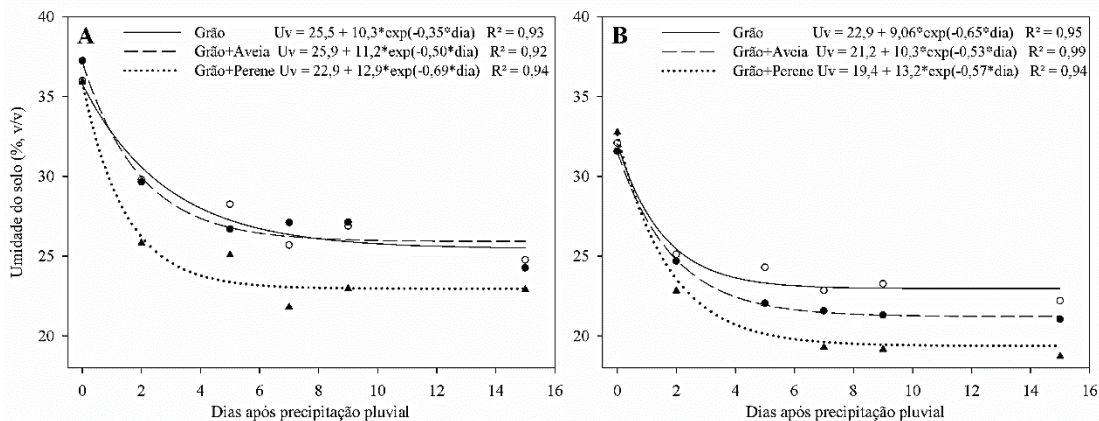 A
Grão Uv = 25,5 + 10,3*exp(-0,35*dia) R² = 0,93
Grão+Aveia Uv = 25,9 + 11,2*exp(-0,50*dia) R² = 0,92
Grão+Perene Uv = 22,9 + 12,9*exp(-0,69*dia) R² = 0,94
40
35
30
25
20
Umidade do solo (%, v/v)
0 2 4 6 8 10 12 14 16
Dias após precipitação pluvial
B
Grão Uv = 22,9 + 9,06*exp(-0,65*dia) R² = 0,95
Grão+Aveia Uv = 21,2 + 10,3*exp(-0,53*dia) R² = 0,99
Grão+Perene Uv = 19,4 + 13,2*exp(-0,57*dia) R² = 0,94
0 2 4 6 8 10 12 14 16
Dias após precipitação pluvial